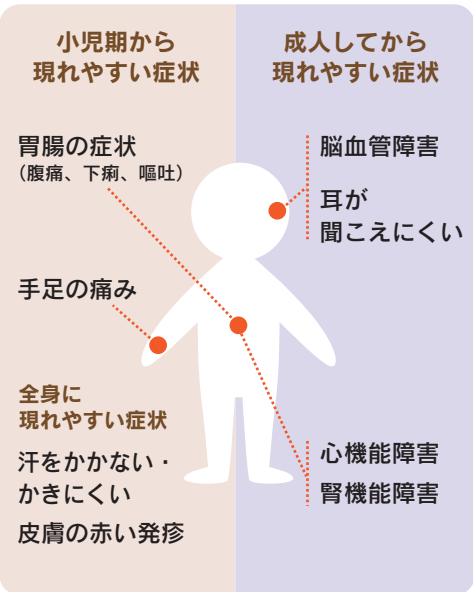 小児期から
現れやすい症状
胃腸の症状
（腹痛、下痢、嘔吐）
手足の痛み
全身に
現れやすい症状
汗をかかない・
かきにくい
皮膚の赤い発疹
成人してから
現れやすい症状
脳血管障害
耳が
聞こえにくい
心機能障害
腎機能障害